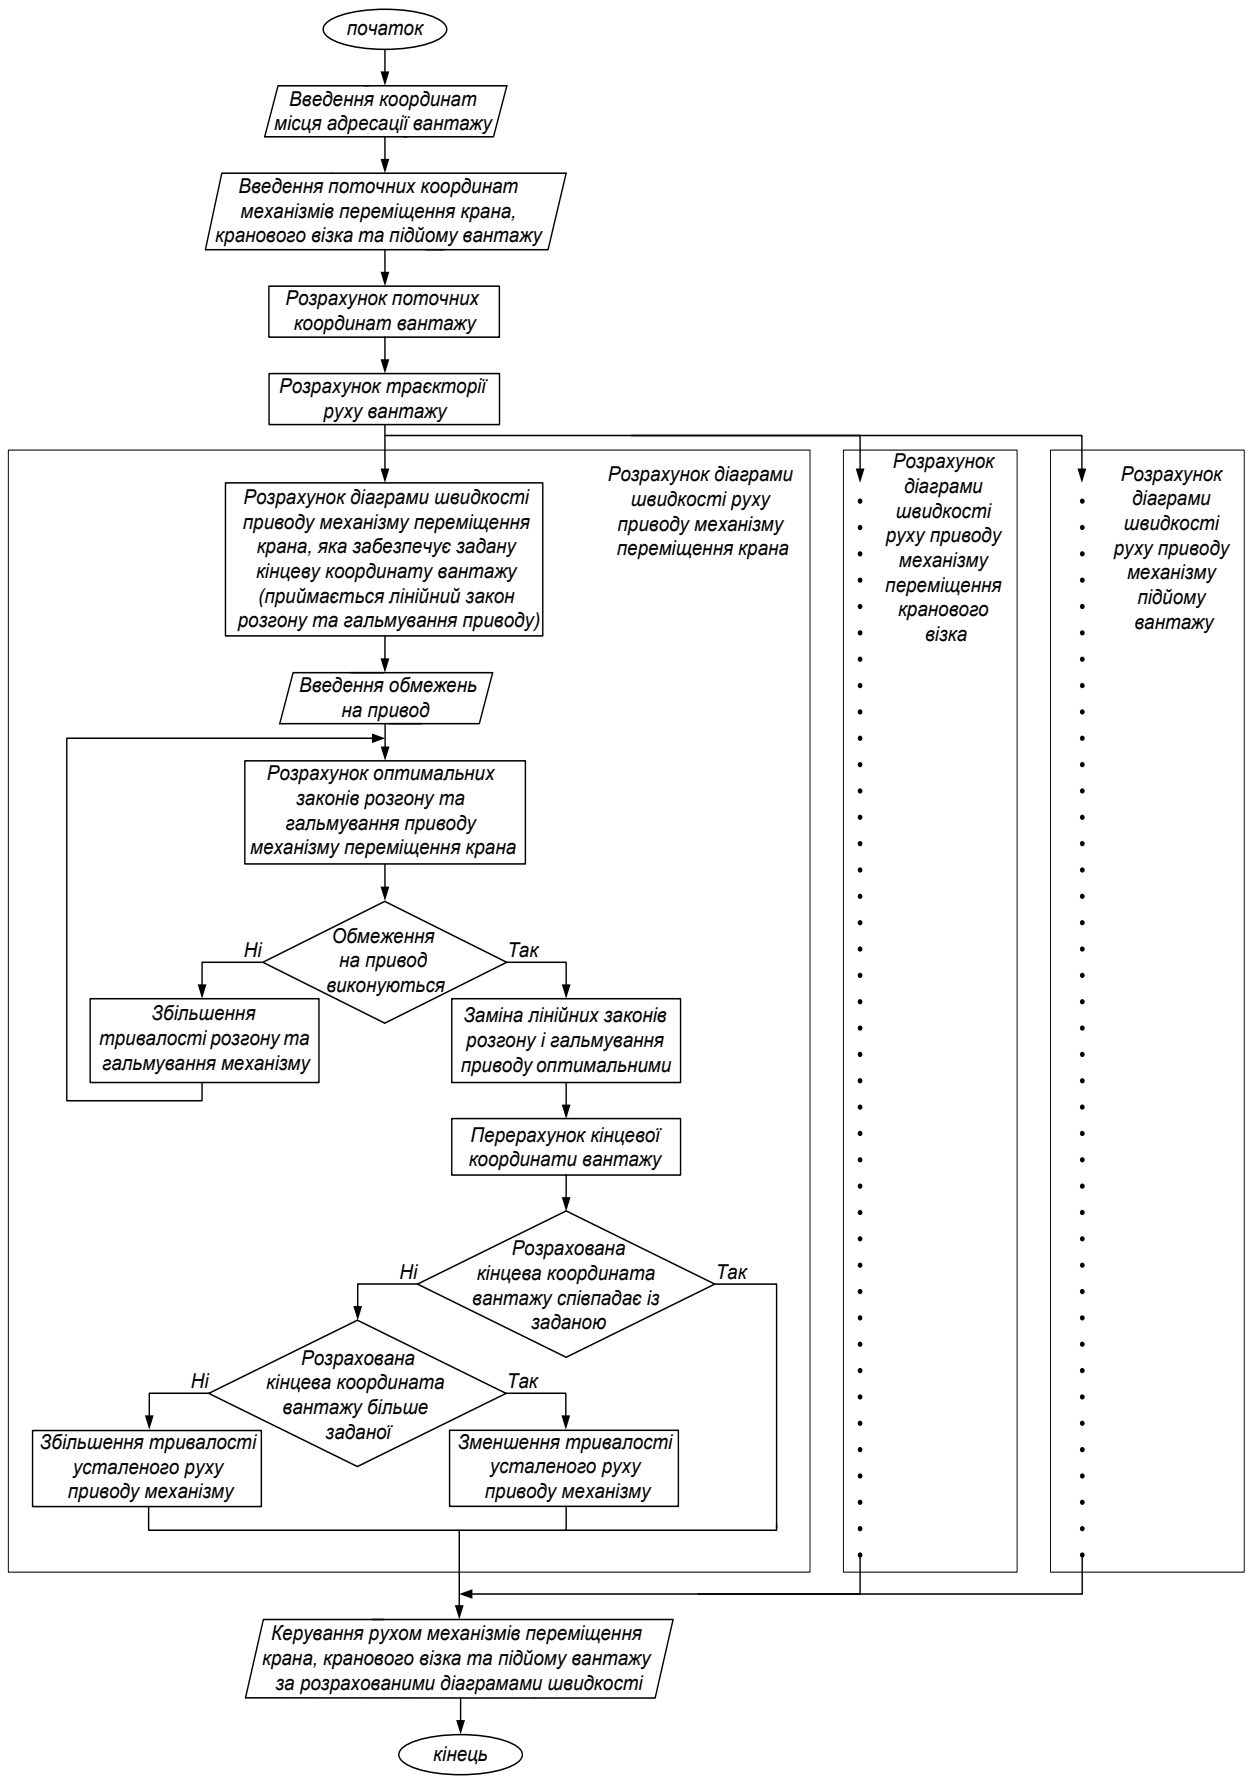 початок
Введення координат
місця адресації вантажу
Введення поточних координат
механізмів переміщення крана,
кранового візка та підйому вантажу
Розрахунок поточних
координат вантажу
Розрахунок траєкторії
руху вантажу
Розрахунок діаграми швидкості
приводу механізму переміщення
крана, яка забезпечує задану
кінцеву координату вантажу
(приймається лінійний закон
розгону та гальмування приводу)
Розрахунок діаграми
швидкості руху
приводу механізму
переміщення крана
Розрахунок
діаграми
швидкості
руху приводу
механізму
переміщення
кранового
візка
Розрахунок
діаграми
швидкості
руху приводу
механізму
підйому
вантажу
Введення обмежень
на привод
Розрахунок оптимальних
законів розгону та
гальмування приводу
механізму переміщення крана
Ні
Обмеження
на привод
виконуються
Так
Збільшення
тривалості розгону та
гальмування механізму
Заміна лінійних законів
розгону і гальмування
приводу оптимальними
Перерахунок кінцевої
координати вантажу
Ні
Розрахована
кінцева координата
вантажу співпадає із
заданою
Так
Ні
Розрахована
кінцева координата
вантажу більше
заданої
Так
Збільшення тривалості
усталеного руху
приводу механізму
Зменшення тривалості
усталеного руху
приводу механізму
Керування рухом механізмів переміщення
крана, кранового візка та підйому вантажу
за розрахованими діаграмами швидкості
кінець